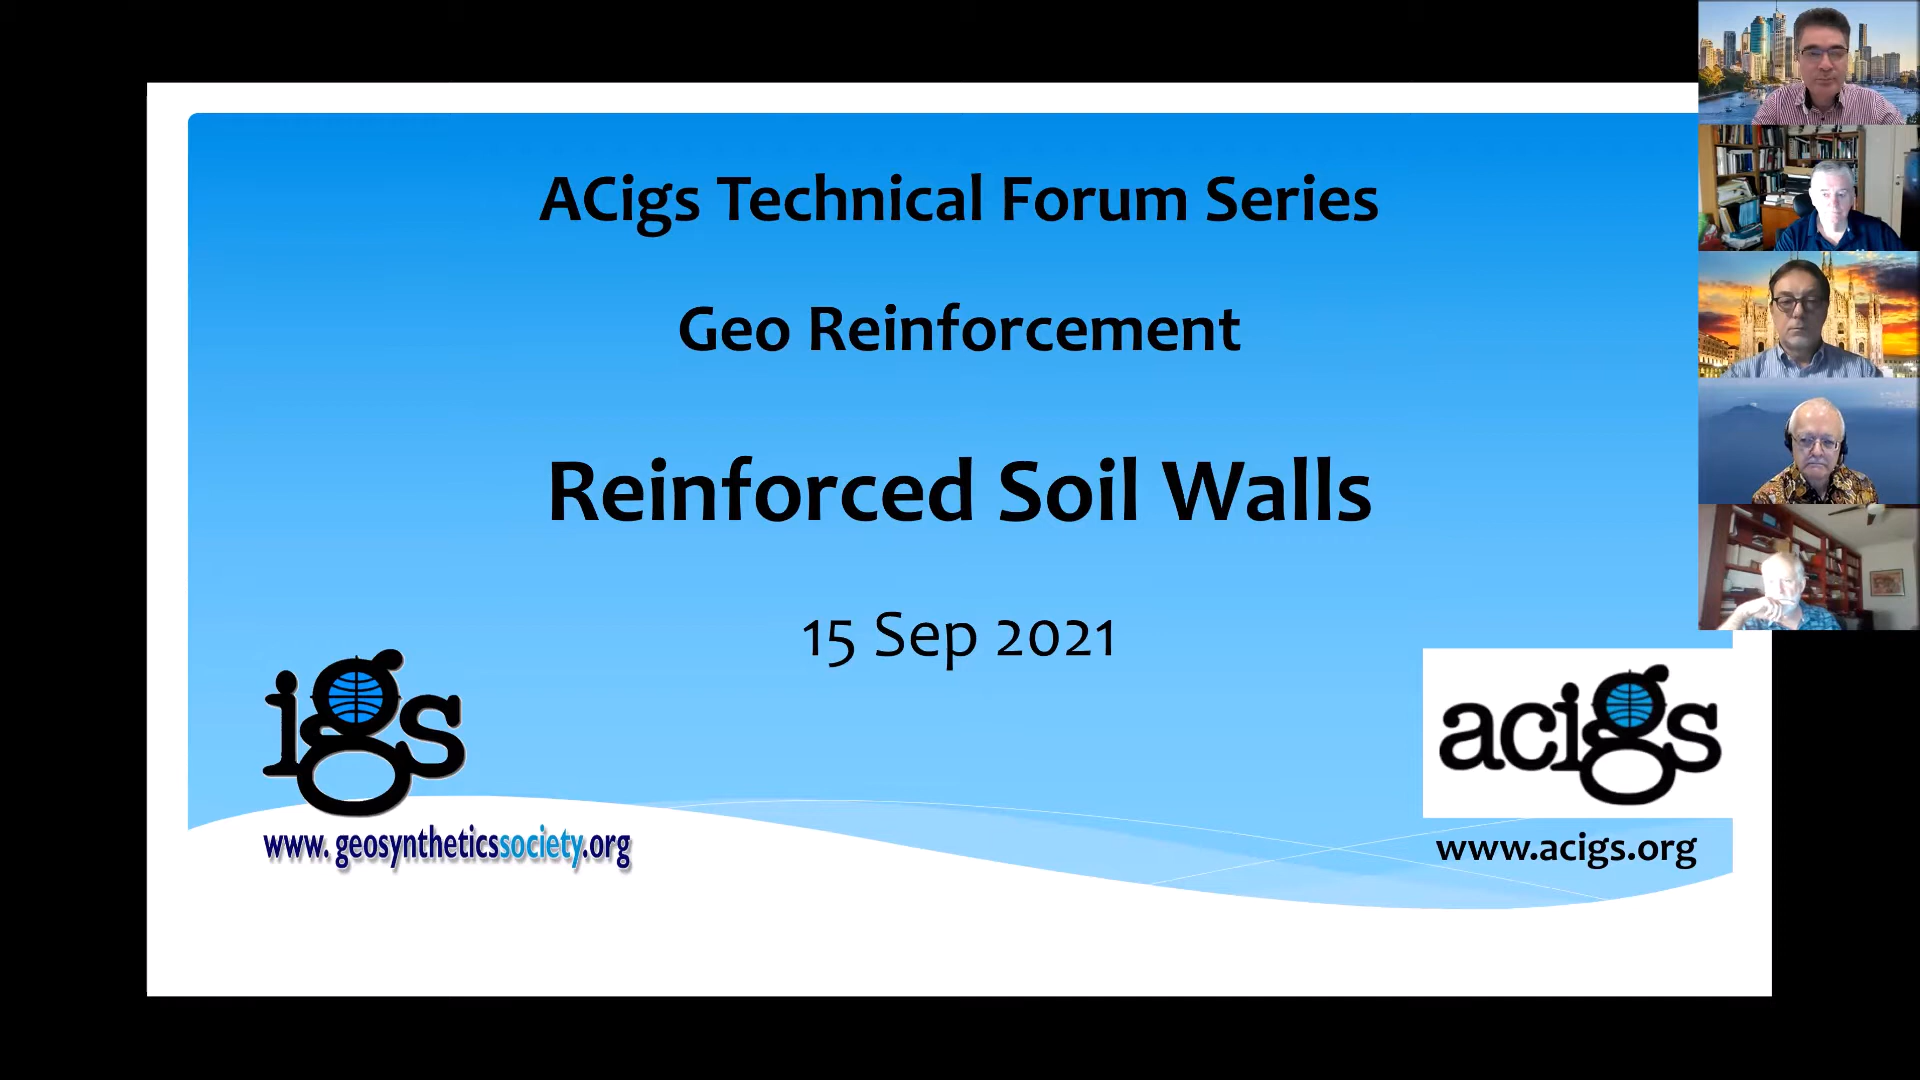 ACigs Technical Forum Series
Geo Reinforcement
Reinforced Soil Walls
15 Sep 2021
igs
www.geosyntheticssociety.org
acigs
www.acigs.org